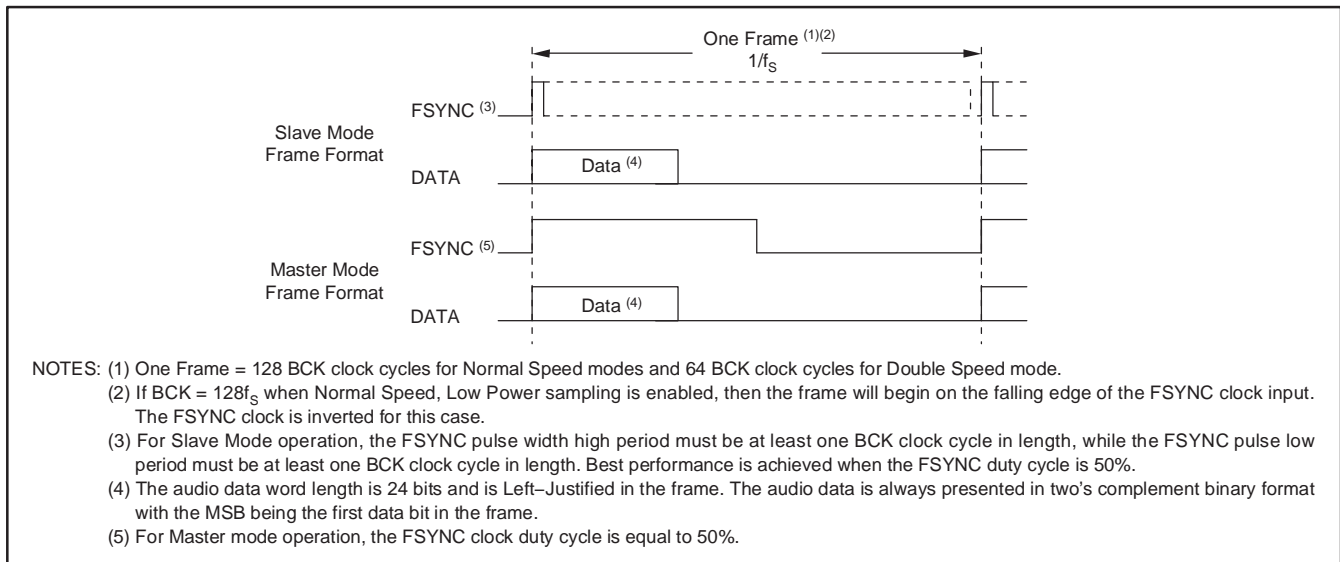 One Frame (1)(2)
1/fS
FSYNC (3)
Slave Mode
Frame Format
DATA
Data (4)
FSYNC (5)
Master Mode
Frame Format
DATA
Data (4)
NOTES: (1) One Frame = 128 BCK clock cycles for Normal Speed modes and 64 BCK clock cycles for Double Speed mode.
(2) If BCK = 128fS when Normal Speed, Low Power sampling is enabled, then the frame will begin on the falling edge of the FSYNC clock input.
The FSYNC clock is inverted for this case.
(3) For Slave Mode operation, the FSYNC pulse width high period must be at least one BCK clock cycle in length, while the FSYNC pulse low
period must be at least one BCK clock cycle in length. Best performance is achieved when the FSYNC duty cycle is 50%.
(4) The audio data word length is 24 bits and is Left–Justified in the frame. The audio data is always presented in two's complement binary format
with the MSB being the first data bit in the frame.
(5) For Master mode operation, the FSYNC clock duty cycle is equal to 50%.